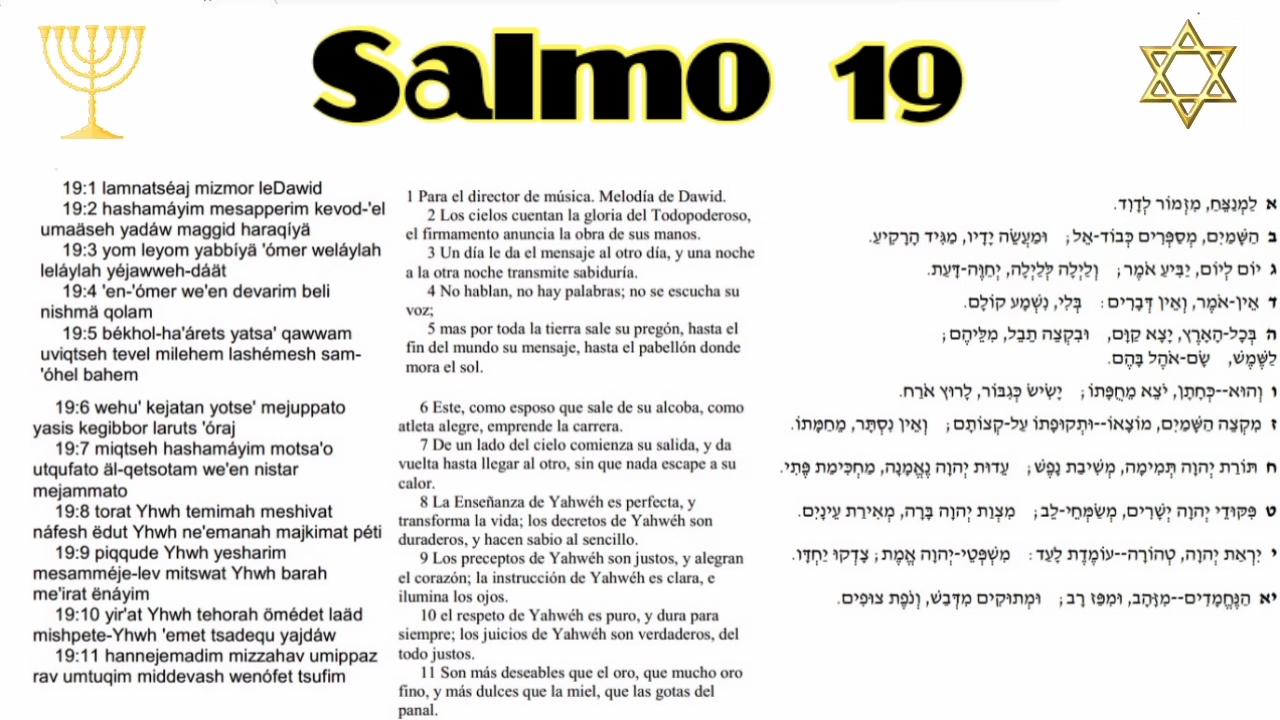 Salmo 19
19:1 lamnatséaj mizmor leDawid
19:2 hashamáyim mesapperim kevod-'el
umaäseh yadáw maggid haraqíyä
19:3 yom leyom yabbíyä 'ómer weláylah
leláylah yéjawweh-dáät
19:4 'en-'ómer we'en devarim beli
nishmä qolam
19:5 békhol-ha'árets yatsa' qawwam
uviqtseh tevel milehem lashémesh sam-
'óhel bahem
19:6 wehu' kejatan yotse' mejuppato
yasis kegibbor laruts 'óraj
19:7 miqtseh hashamáyim motsa'o
utqufato äl-qetsotam we'en nistar
mejammato
19:8 torat Yhwh temimah meshivat
náfesh ëdut Yhwh ne'emanah majkimat péti
19:9 piqqude Yhwh yesharim
mesamméje-lev mitswat Yhwh barah
me'irat ënáyim
19:10 yir'at Yhwh tehorah ömédet laäd
mishpete-Yhwh 'emet tsadequ yajdáw
19:11 hannejemadim mizzahav umippaz
rav umtuqim middevash wenófet tsufim
1 Para el director de música. Melodía de Dawid.
2 Los cielos cuentan la gloria del Todopoderoso,
el firmamento anuncia la obra de sus manos.
3 Un día le da el mensaje al otro día, y una noche
a la otra noche transmite sabiduría.
4 No hablan, no hay palabras; no se escucha su
voz;
5 mas por toda la tierra sale su pregón, hasta el
fin del mundo su mensaje, hasta el pabellón donde
mora el sol.
6 Este, como esposo que sale de su alcoba, como
atleta alegre, emprende la carrera.
7 De un lado del cielo comienza su salida, y da
vuelta hasta llegar al otro, sin que nada escape a su
calor.
8 La Enseñanza de Yahwéh es perfecta, y
transforma la vida; los decretos de Yahwéh son
duraderos, y hacen sabio al sencillo.
9 Los preceptos de Yahwéh son justos, y alegran
el corazón; la instrucción de Yahwéh es clara, e
ilumina los ojos.
10 el respeto de Yahwéh es puro, y dura para
siempre; los juicios de Yahwéh son verdaderos, del
todo justos.
11 Son más deseables que el oro, que mucho oro
fino, y más dulces que la miel, que las gotas del
panal.
א לַמְנַצֵּחַ, מִזְמוֹר לְדָוִד.
ב הַשָּׁמַיִם, מְסַפְּרִים כְּבוֹד-אֵל; וּמַעֲשֵׂה יָדָיו, מַגִּיד הָרָקִיעַ.
ג יוֹם לְיוֹם, יַבִּיעַ אֹמֶר; וְלַיְלָה לְּלַיְלָה, יְחַוֶּה-דָּעַת.
ד אֵין-אֹמֶר, וְאֵין דְּבָרִים: בְּלִי, נִשְׁמָע קוֹלָם.
ה בְּכָל-הָאָרֶץ, יָצָא קַוָּם, וּבִקְצֵה תֵבֵל, מִלֵּיהֶם;
לַשֶּׁמֶשׁ, שָׂם-אֹהֶל בָּהֶם.
ו וְהוּא--כְּחָתָן, יֹצֵא מֵחֻפָּתוֹ; יָשִׂישׂ כְּגִבּוֹר, לָרוּץ אֹרַח.
ז מִקְצֵה הַשָּׁמַיִם, מוֹצָאוֹ--וּתְקוּפָתוֹ עַל-קְצוֹתָם; וְאֵין נִסְתָּר, מֵחַמָּתוֹ.
ח תּוֹרַת יְהוָה תְּמִימָה, מְשִׁיבַת נָפֶשׁ; עֵדוּת יְהוָה נֶאֱמָנָה, מַחְכִּימַת פֶּתִי.
ט פִּקּוּדֵי יְהוָה יְשָׁרִים, מְשַׂמְּחֵי-לֵב; מִצְוַת יְהוָה בָּרָה, מְאִירַת עֵינָיִם.
י יִרְאַת יְהוָה, טְהוֹרָה--עוֹמֶדֶת לָעַד: מִשְׁפְּטֵי-יְהוָה אֱמֶת; צָדְקוּ יַחְדָּו.
יא הַנֶּחֱמָדִים--מִזָּהָב, וּמִפַּז רָב; וּמְתוּקִים מִדְּבַשׁ, וְנֹפֶת צוּפִים.